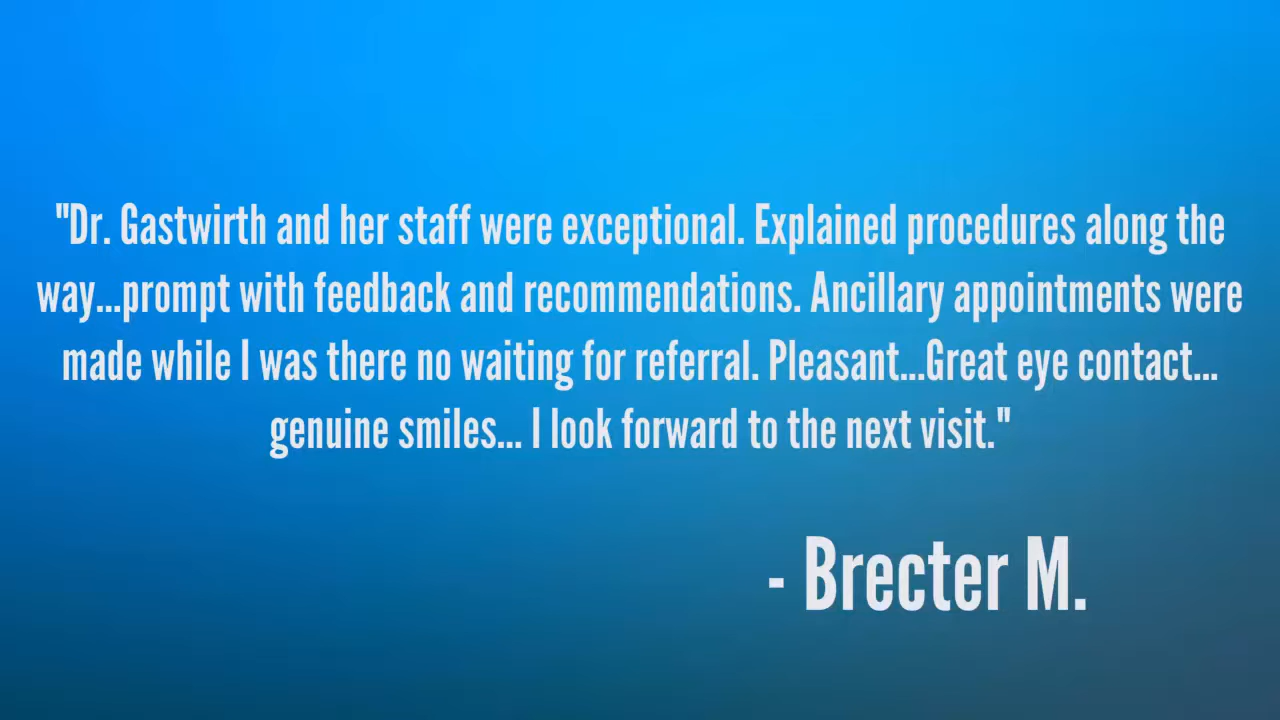 "Dr. Gastwirth and her staff were exceptional. Explained procedures along the
way...prompt with feedback and recommendations. Ancillary appointments were
made while I was there no waiting for referral. Pleasant...Great eye contact...
genuine smiles... I look forward to the next visit."
- Brecter M.